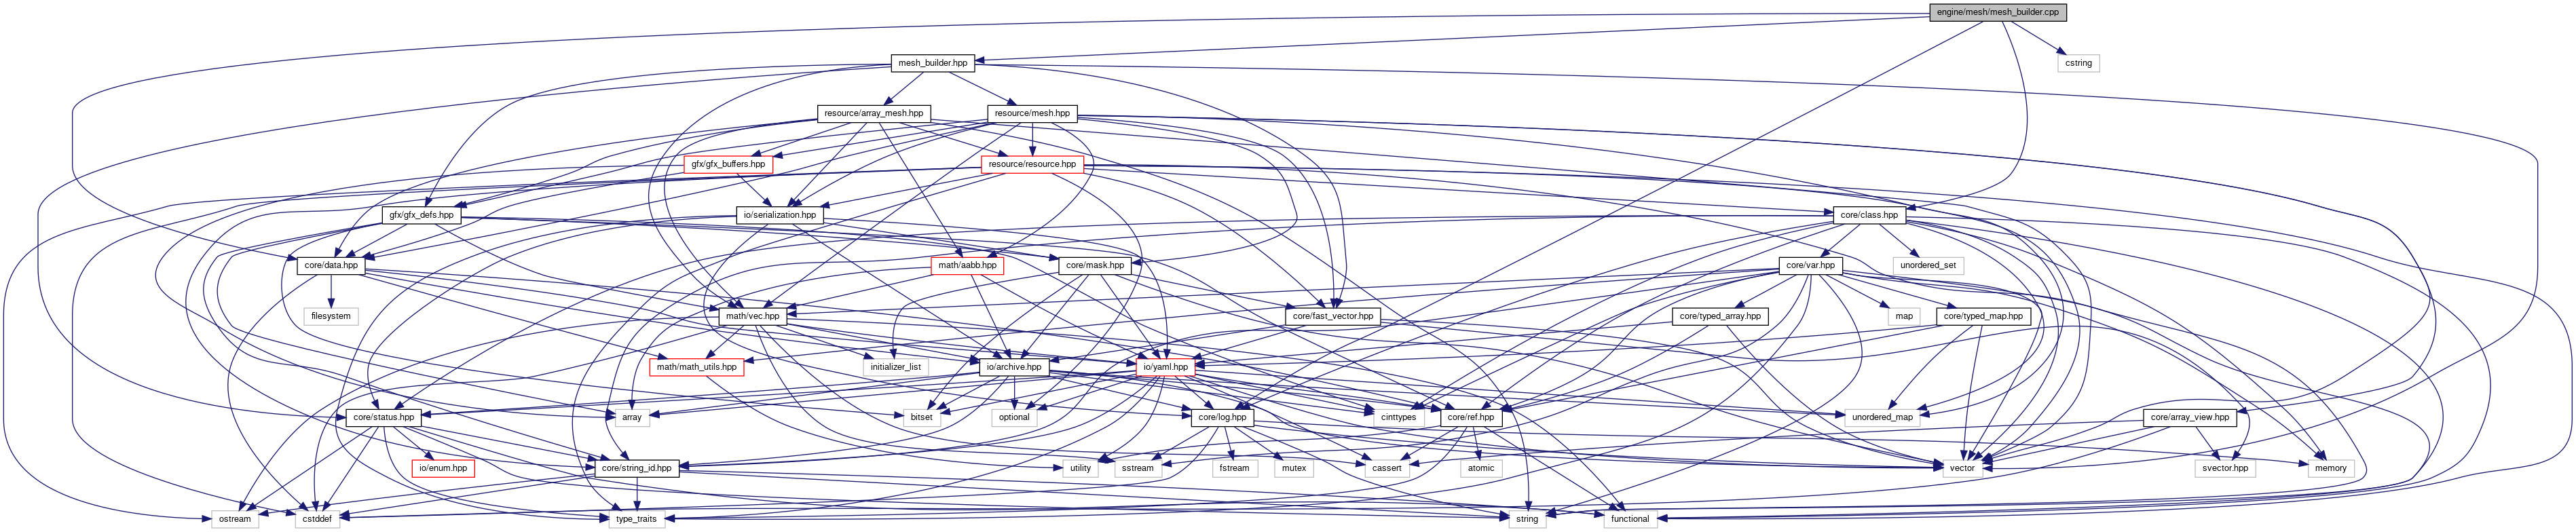 engine/mesh/mesh_builder.cpp
mesh_builder.hpp
cstring
resource/array_mesh.hpp
resource/mesh.hpp
gfx/gfx_buffers.hpp
resource/resource.hpp
gfx/gfx_defs.hpp
io/serialization.hpp
core/class.hpp
core/data.hpp
math/aabb.hpp
core/mask.hpp
core/var.hpp
unordered_set
filesystem
math/vec.hpp
core/fast_vector.hpp
core/typed_array.hpp
map
core/typed_map.hpp
math/math_utils.hpp
initializer_list
io/archive.hpp
io/yaml.hpp
core/status.hpp
array
bitset
optional
core/log.hpp
cinttypes
core/ref.hpp
unordered_map
core/array_view.hpp
io/enum.hpp
core/string_id.hpp
utility
sstream
fstream
mutex
cassert
atomic
vector
svector.hpp
memory
ostream
cstddef
type_traits
string
functional